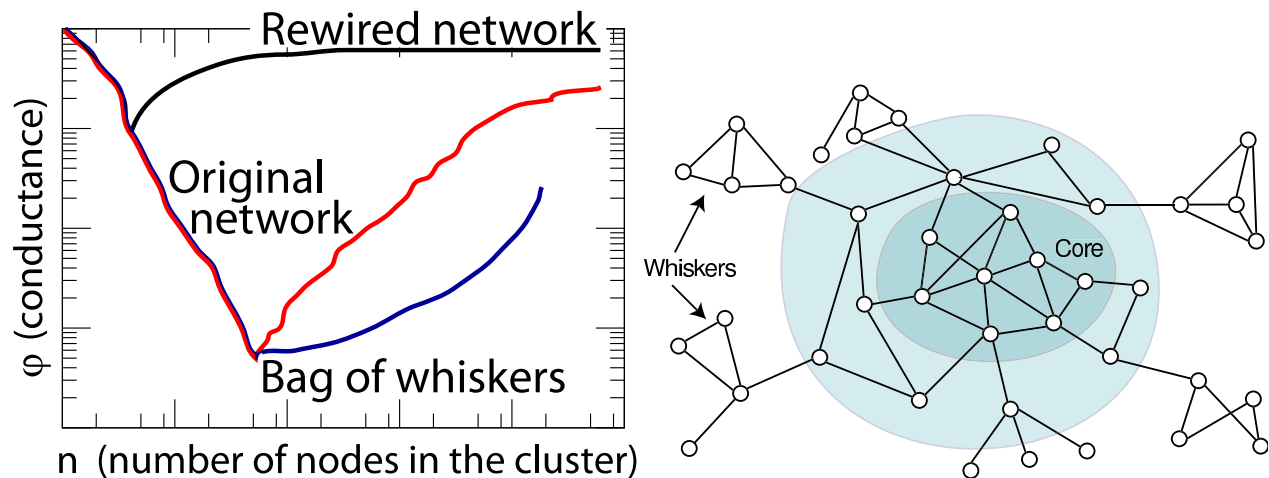 Rewired network
Original
network
Bag of whiskers
φ (conductance)
n (number of nodes in the cluster)
Whiskers
Core